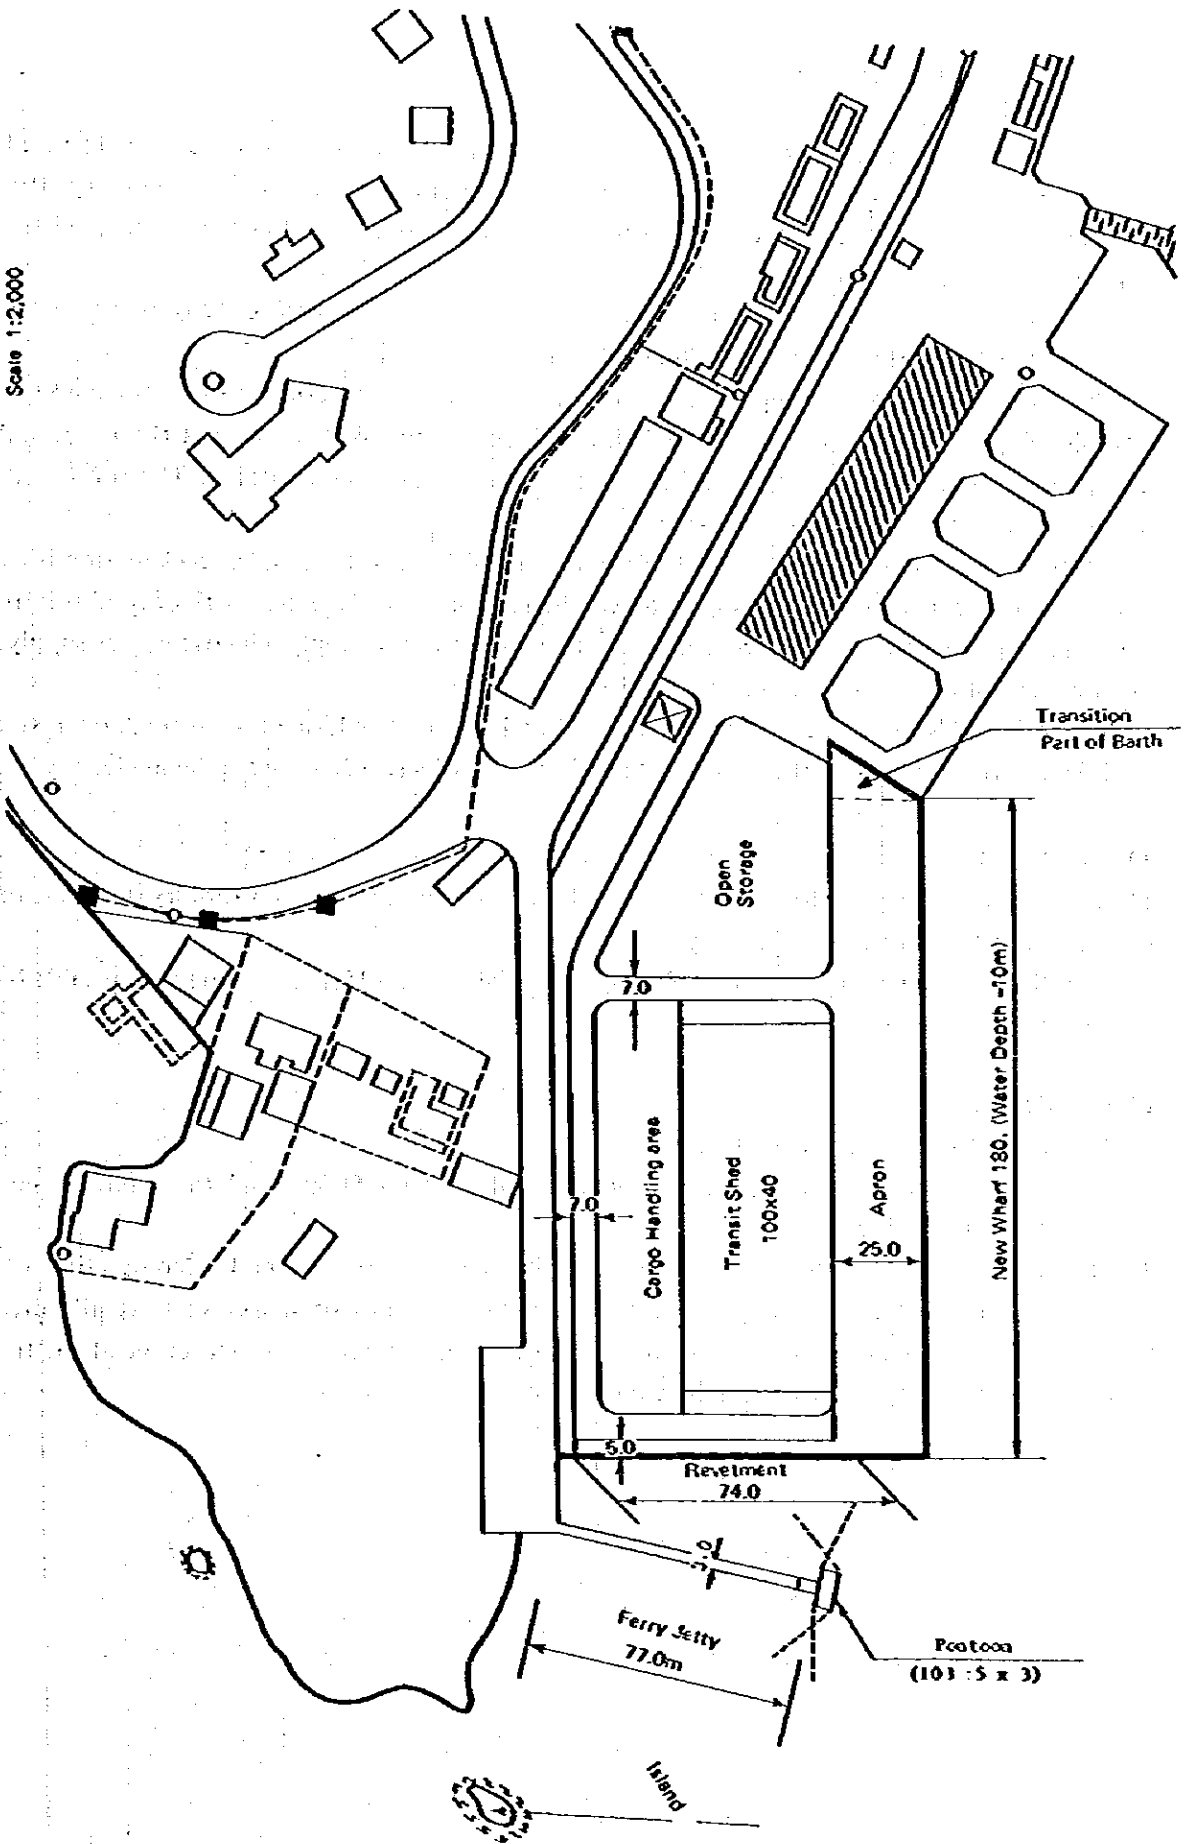 Scale 1:2,000
Transition
Part of Barth
Open
Storage
7.0
7.0
Cargo Handling area
Transit Shed
100x40
Apron
25.0
New Wharf 180. (Water Depth -10m)
5.0
Revetment
74.0
Ferry Jetty
77.0m
Pontoon
Island